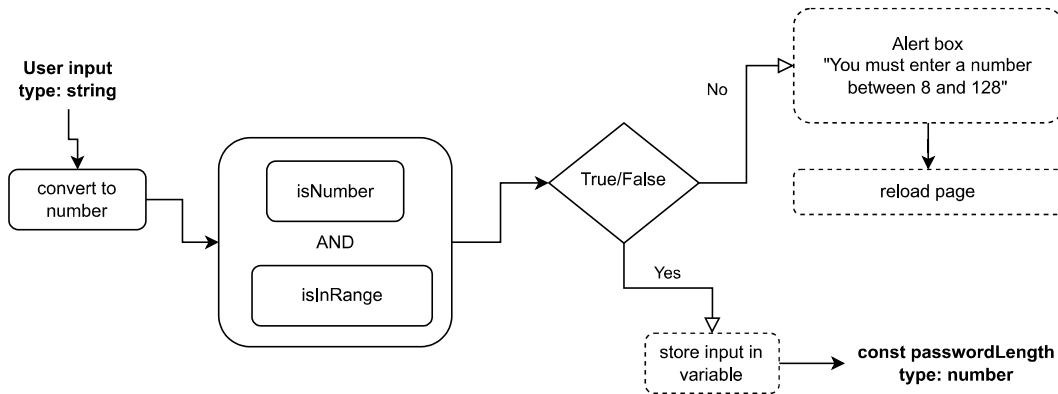 User input
type: string
convert to
number
isNumber
AND
isInRange
True/False
No
Alert box
"You must enter a number
between 8 and 128"
reload page
Yes
store input in
variable
const passwordLength
type: number